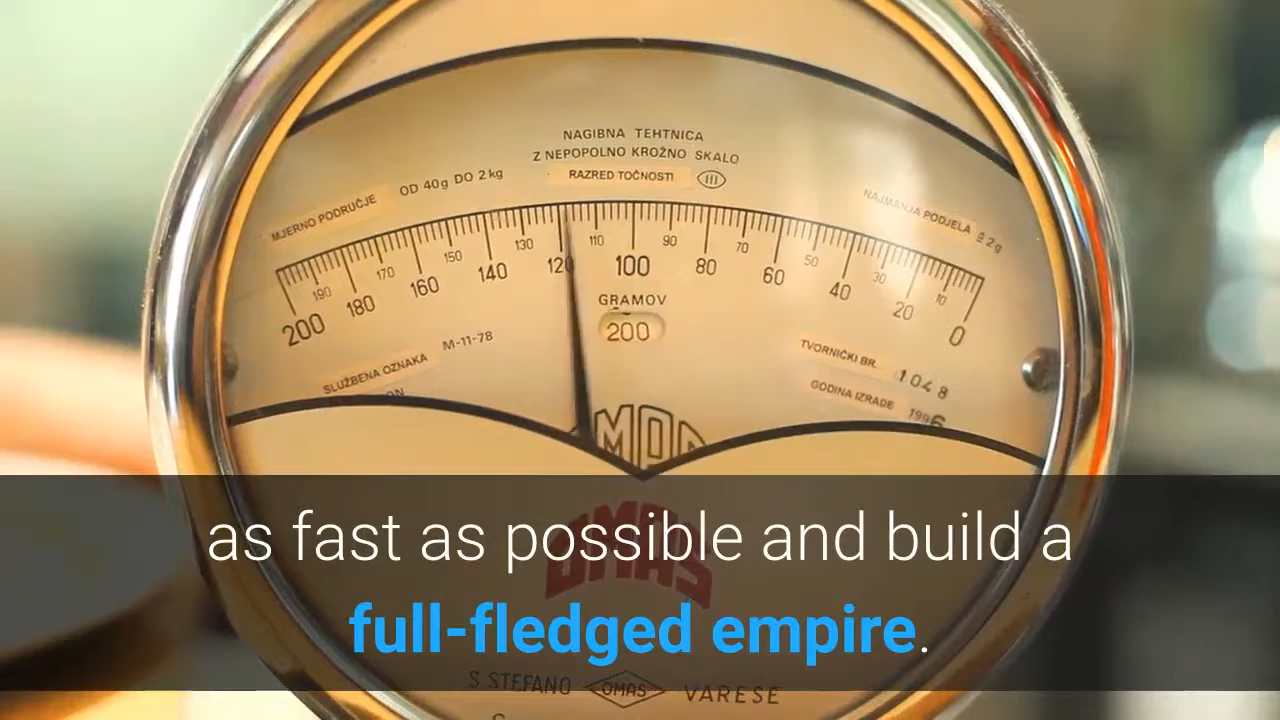 NAGIBNA TEHTNICA
Z NEPOPOLNO KROŽNO SKALO
MJERNO PODRUČJE OD 40g DO 2kg
RAZRED TOČNOSTI III
NAJMANJA PODJELA 2g
200 190 180 170 160 150 140 130 120 110 100 90 80 70 60 50 40 30 20 10 0
GRAMOV
200
SLUŽBENA OZNAKA M-11-78
TVORNIČKI BR. 1048
GODINA IZRADE 1996
OMAS
as fast as possible and build a
full-fledged empire.
S STEFANO OMAS VARESE